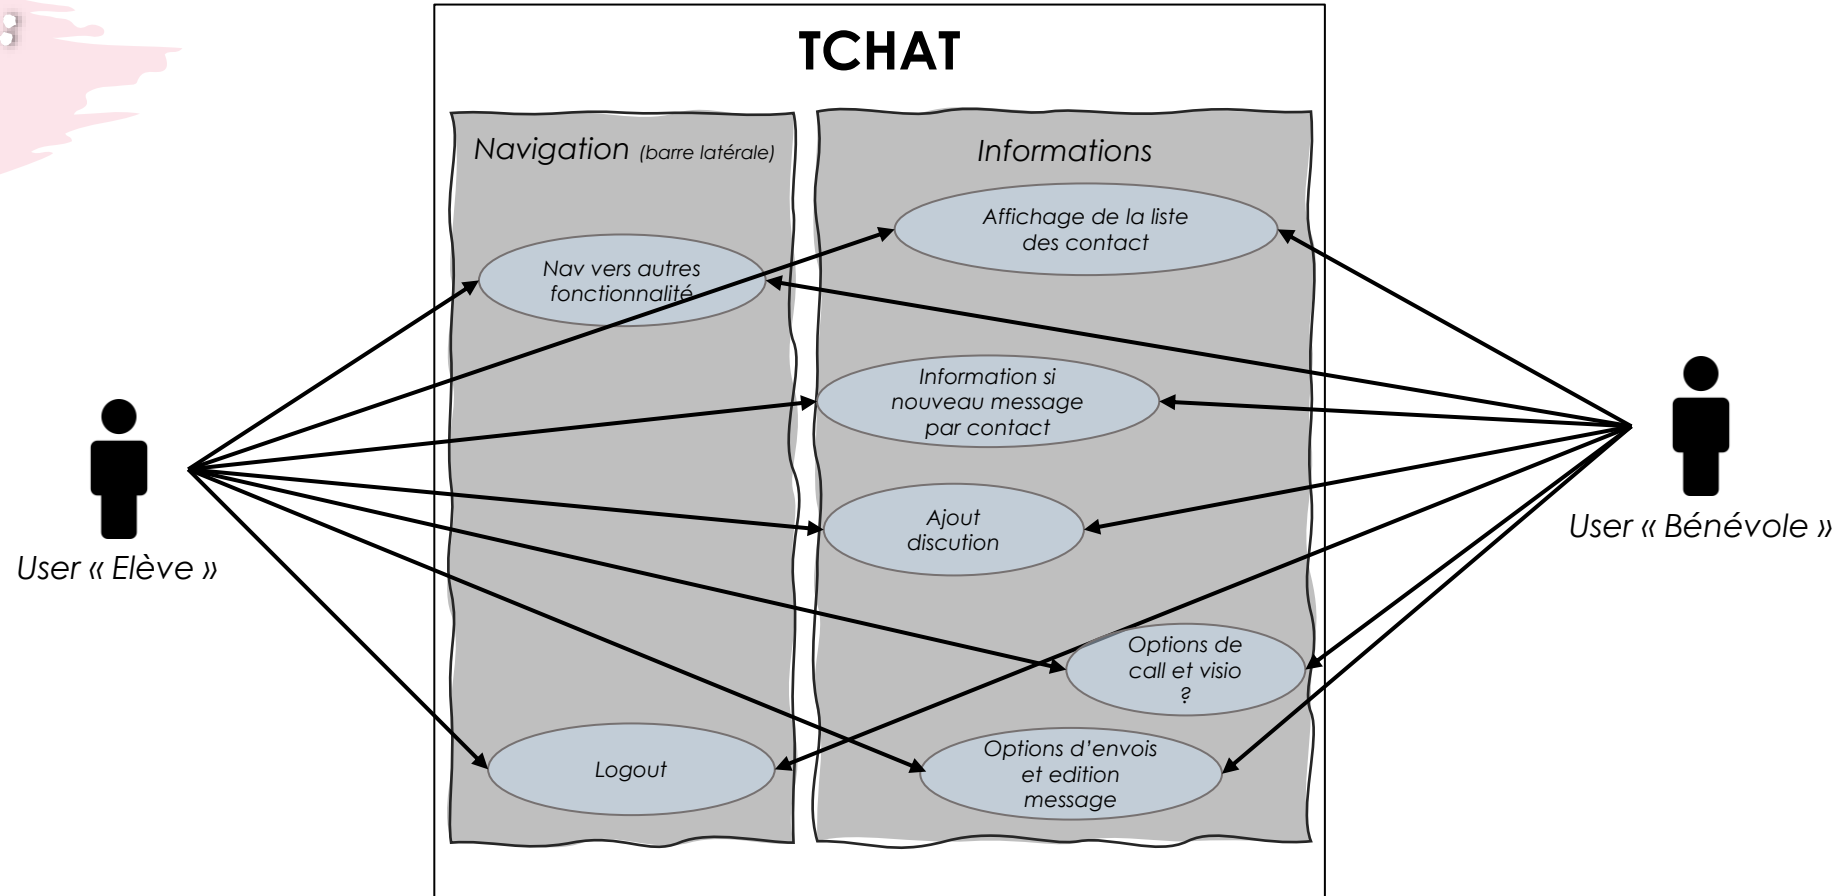 TCHAT
Navigation (barre latérale)
Informations
Affichage de la liste
des contact
Nav vers autres
fonctionnalité
Information si
nouveau message
par contact
Ajout
discution
User « Elève »
User « Bénévole »
Options de
call et visio
?
Logout
Options d’envois
et edition
message